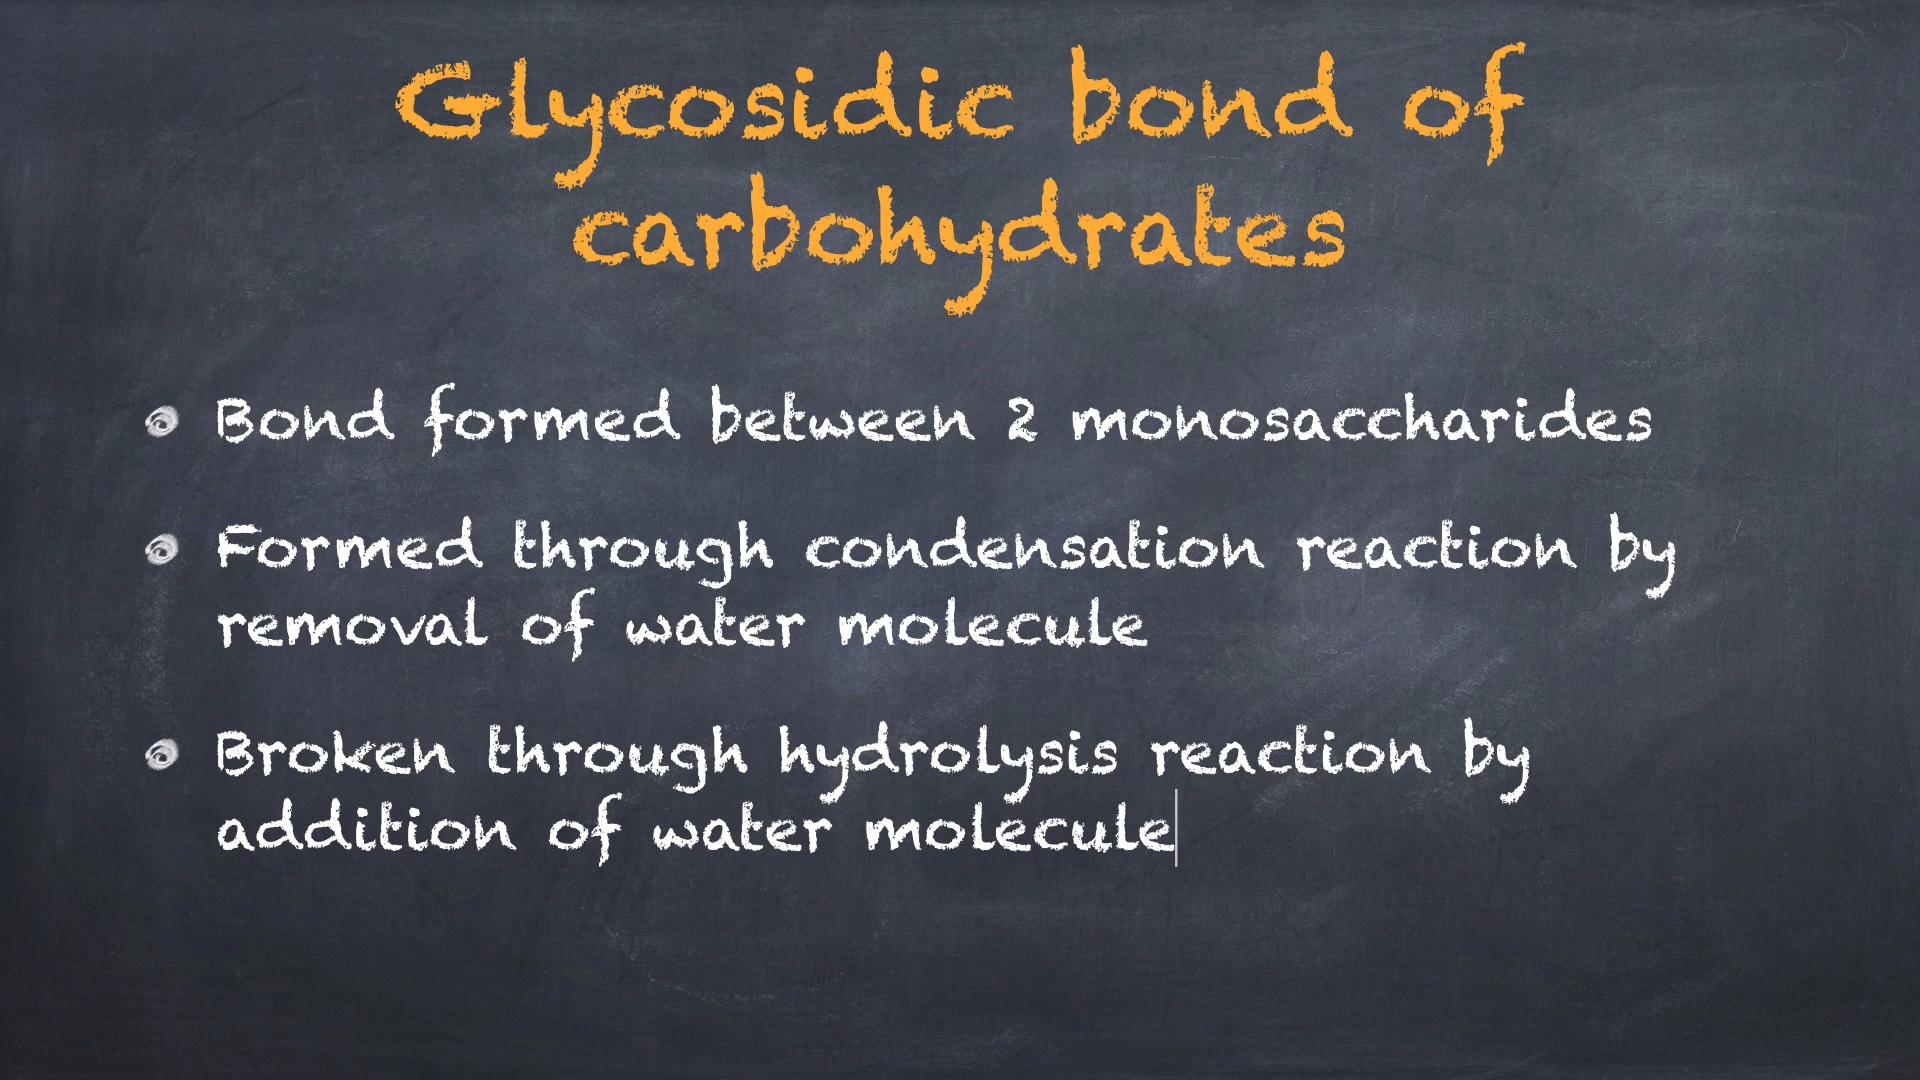 Glycosidic bond of
carbohydrates
Bond formed between 2 monosaccharides
Formed through condensation reaction by
removal of water molecule
Broken through hydrolysis reaction by
addition of water molecule